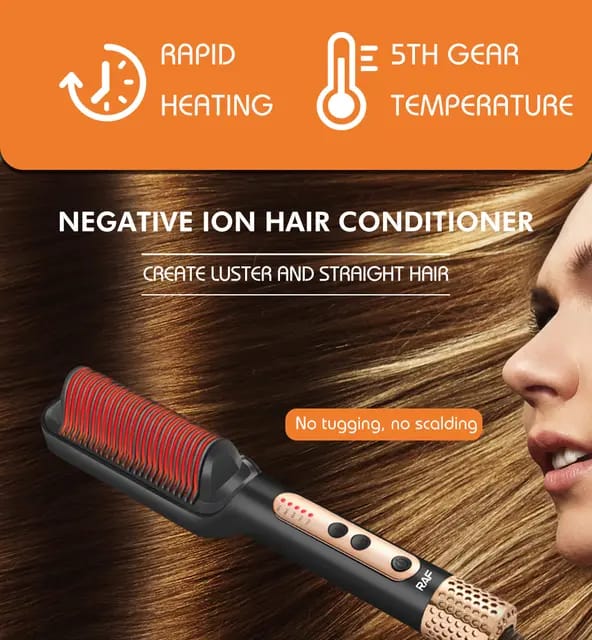 NEGATIVE ION HAIR CONDITIONER
CREATE LUSTER AND STRAIGHT HAIR
No tugging, no scalding
RAF
RAPID
HEATING
5TH GEAR
TEMPERATURE